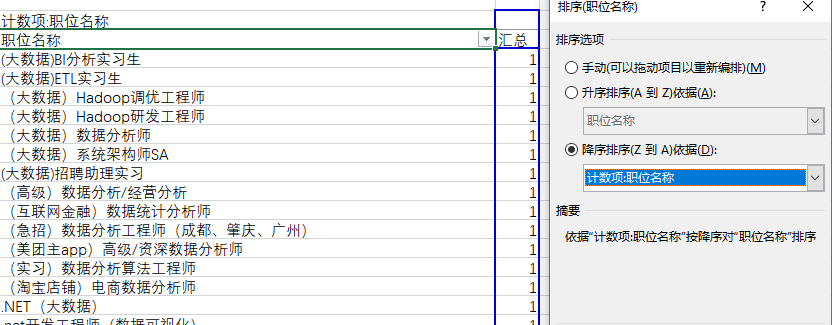 计数项:职位名称
职位名称 汇总
(大数据)BI分析实习生 1
(大数据)ETL实习生 1
（大数据）Hadoop调优工程师 1
（大数据）Hadoop研发工程师 1
（大数据）数据分析师 1
（大数据）系统架构师SA 1
(大数据)招聘助理实习 1
（高级）数据分析/经营分析 1
（互联网金融）数据统计分析师 1
（急招）数据分析工程师（成都、肇庆、广州） 1
（美团主app）高级/资深数据分析师 1
（实习）数据分析算法工程师 1
（淘宝店铺）电商数据分析师 1
.NET（大数据） 1
.net开发工程师（数据可视化） 1
排序(职位名称)
排序选项
手动(可以拖动项目以重新编排)(M)
升序排序(A 到 Z)依据(A):
职位名称
降序排序(Z 到 A)依据(D):
计数项:职位名称
摘要
依据"计数项:职位名称"按降序对"职位名称"排序